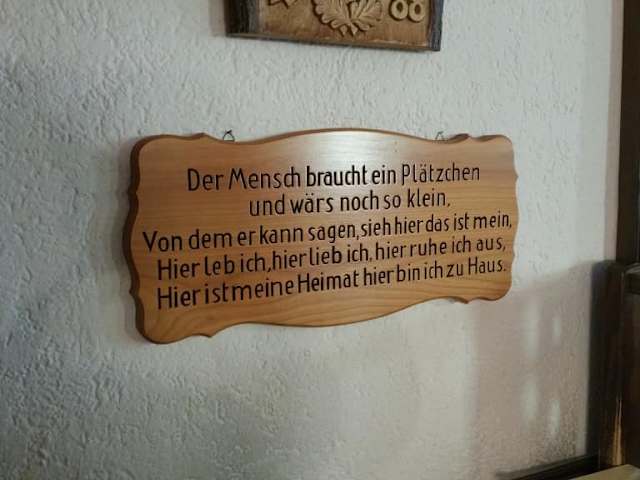 88
Der Mensch braucht ein Plätzchen
und wärs noch so klein,
Von dem er kann sagen, sieh hier das ist mein,
Hier leb ich, hier lieb ich, hier ruhe ich aus,
Hier ist meine Heimat hier bin ich zu Haus.